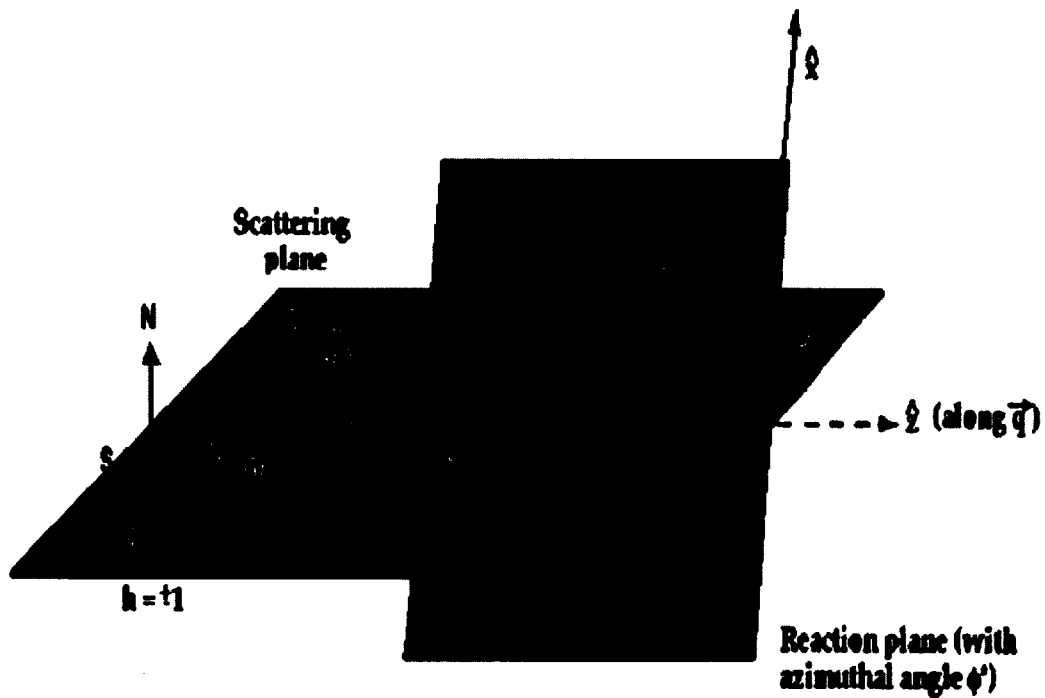 x̂
Scattering
plane
N
ẑ (along q⃗)
S
h = ±1
Reaction plane (with
azimuthal angle ϕ')